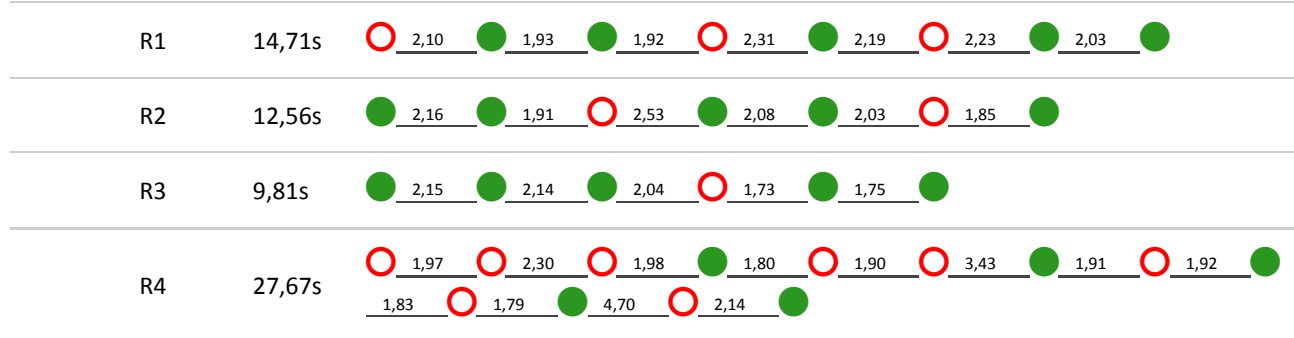 R1 14,71s 2,10 1,93 1,92 2,31 2,19 2,23 2,03
R2 12,56s 2,16 1,91 2,53 2,08 2,03 1,85
R3 9,81s 2,15 2,14 2,04 1,73 1,75
R4 27,67s 1,97 2,30 1,98 1,80 1,90 3,43 1,91 1,92
1,83 1,79 4,70 2,14